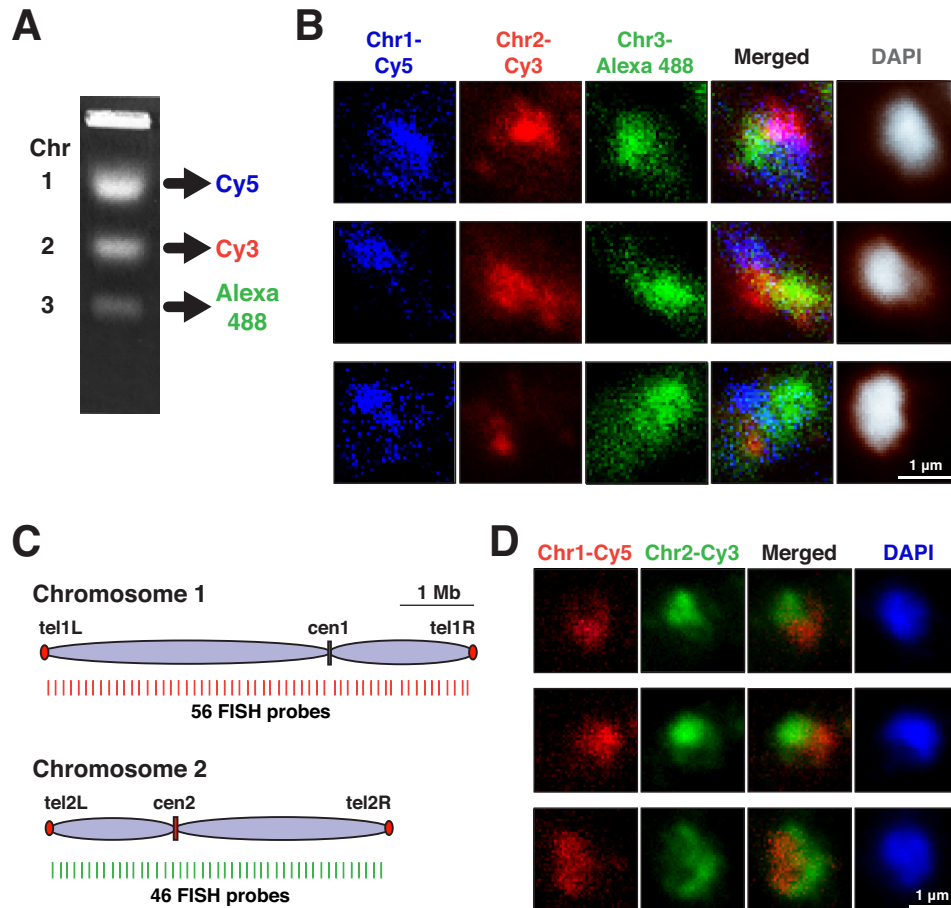 A
Chr
1
Cy5
2
Cy3
3
Alexa
488
B
Chr1-
Cy5
Chr2-
Cy3
Chr3-
Alexa 488
Merged
DAPI
1 µm
C
Chromosome 1
1 Mb
tel1L
cen1
tel1R
56 FISH probes
Chromosome 2
tel2L
cen2
tel2R
46 FISH probes
D
Chr1-Cy5
Chr2-Cy3
Merged
DAPI
1 µm